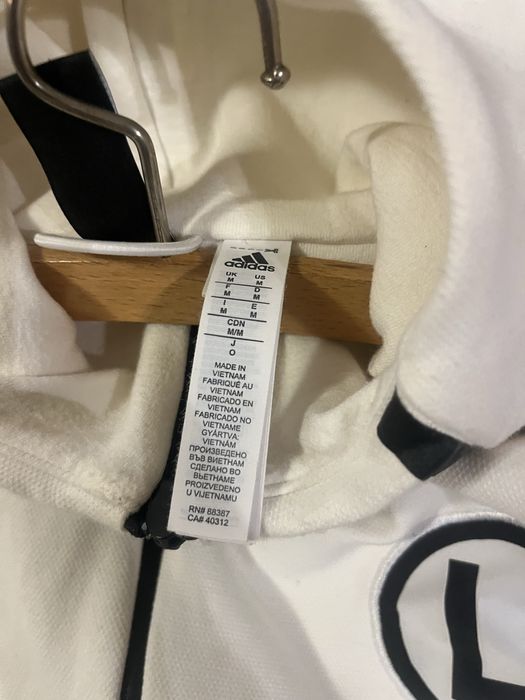 adidas
UK US
M M
F D
M M
I E
M M
CDN
M/M
J
O
MADE IN
VIETNAM
FABRIQUÉ AU
VIETNAM
FABRICADO EN
VIETNAM
FABRICADO NO
VIETNAME
GYÁRTVA:
VIETNÁM
ПРОИЗВЕДЕНО
ВЪВ ВИЕТНАМ
СДЕЛАНО ВО
ВЬЕТНАМЕ
PROIZVEDENO
U VIJETNAMU
RN# 88387
CA# 40312